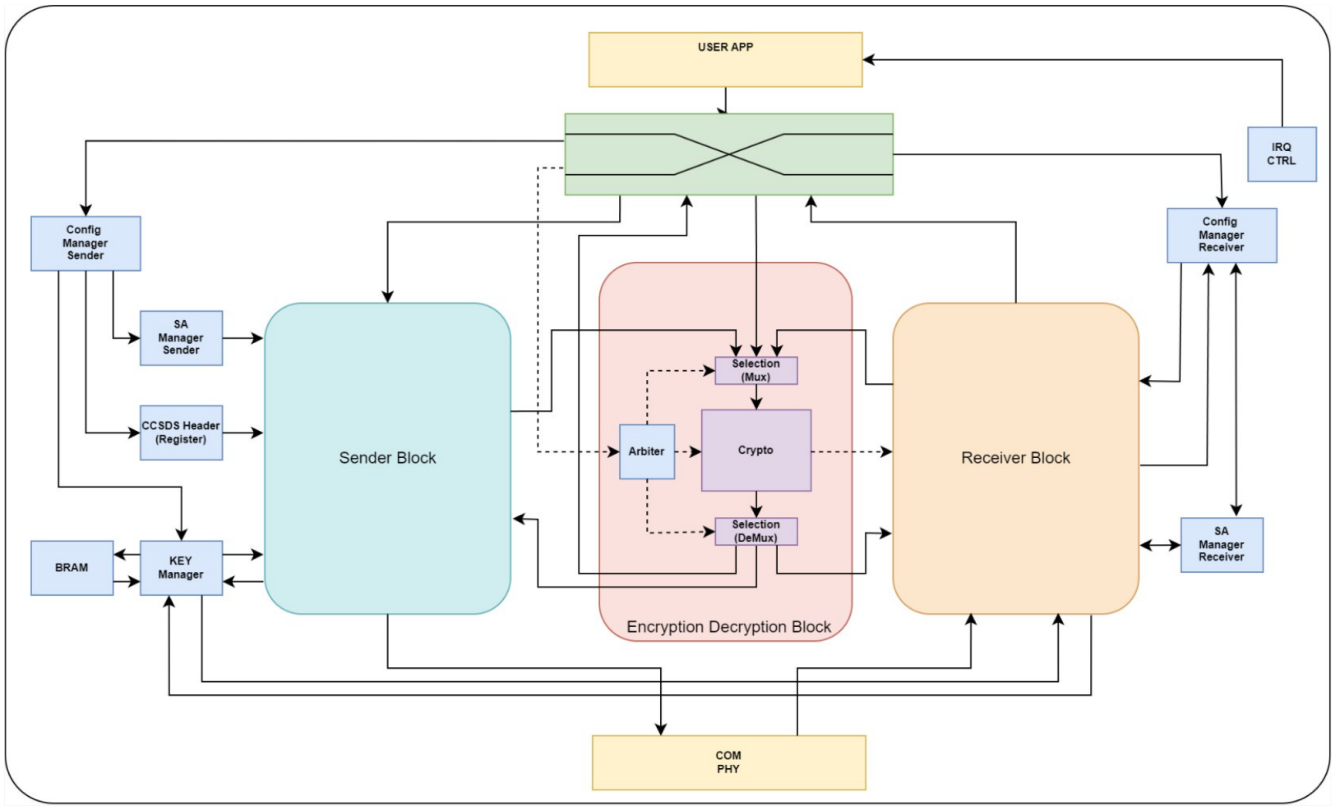 USER APP
IRQ
CTRL
Config
Manager
Sender
Config
Manager
Receiver
SA
Manager
Sender
Selection
(Mux)
CCSDS Header
(Register)
Sender Block
Arbiter
Crypto
Receiver Block
Selection
(DeMux)
SA
Manager
Receiver
BRAM
KEY
Manager
Encryption Decryption Block
COM
PHY